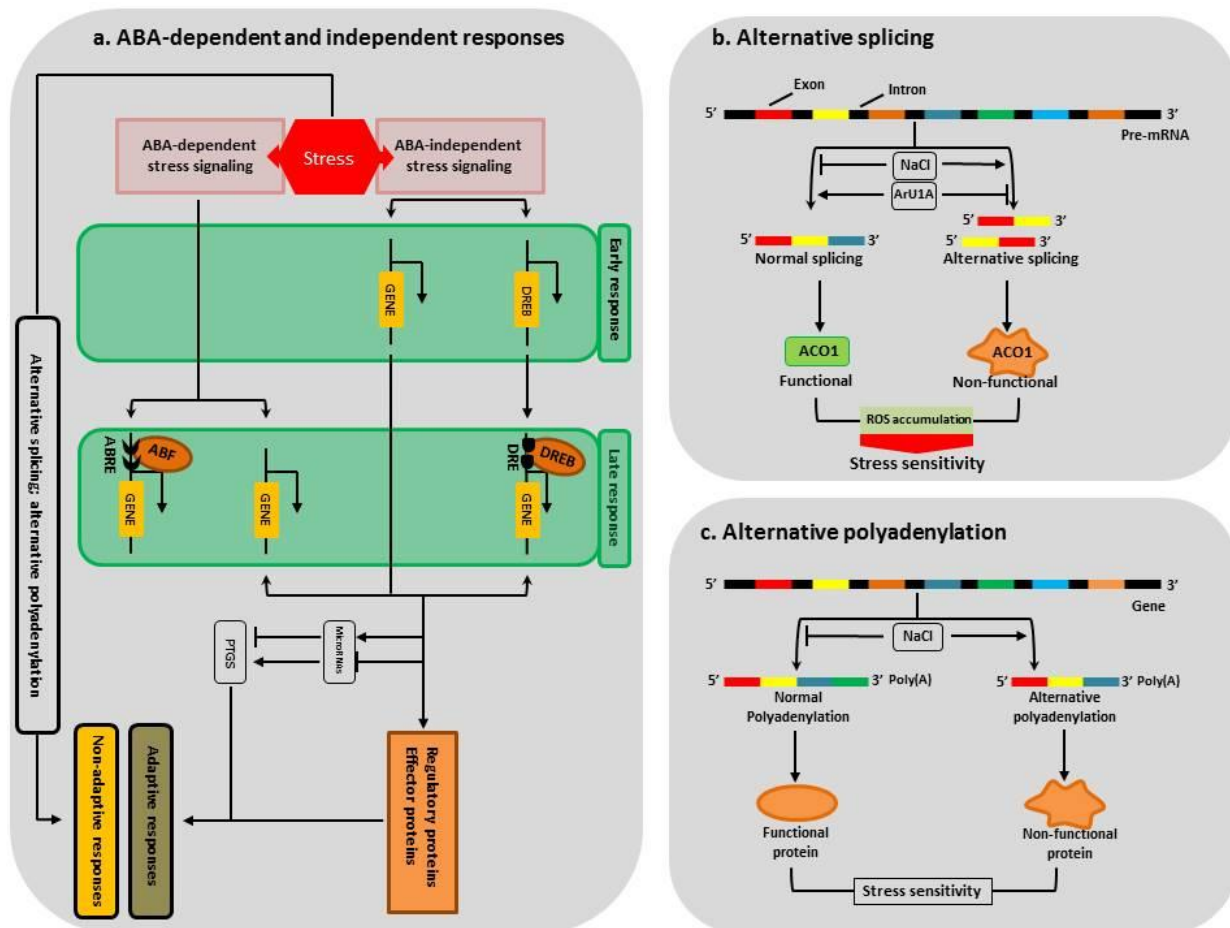 a. ABA-dependent and independent responses
ABA-dependent
stress signaling
Stress
ABA-independent
stress signaling
Early response
GENE
DREB
Late response
ABRE
ABF
GENE
GENE
DRE
DREB
GENE
Alternative splicing; alternative polyadenylation
PTGS
MicroRNAs
Non-adaptive responses
Adaptive responses
Regulatory proteins
Effector proteins
b. Alternative splicing
Exon
Intron
5’
3’
Pre-mRNA
NaCl
ArU1A
5’
3’
5’
3’
5’
3’
Normal splicing
Alternative splicing
ACO1
ACO1
Functional
Non-functional
ROS accumulation
Stress sensitivity
c. Alternative polyadenylation
5’
3’
Gene
NaCl
5’
3’ Poly(A)
5’
3’ Poly(A)
Normal
Polyadenylation
Alternative
polyadenylation
Functional
protein
Non-functional
protein
Stress sensitivity